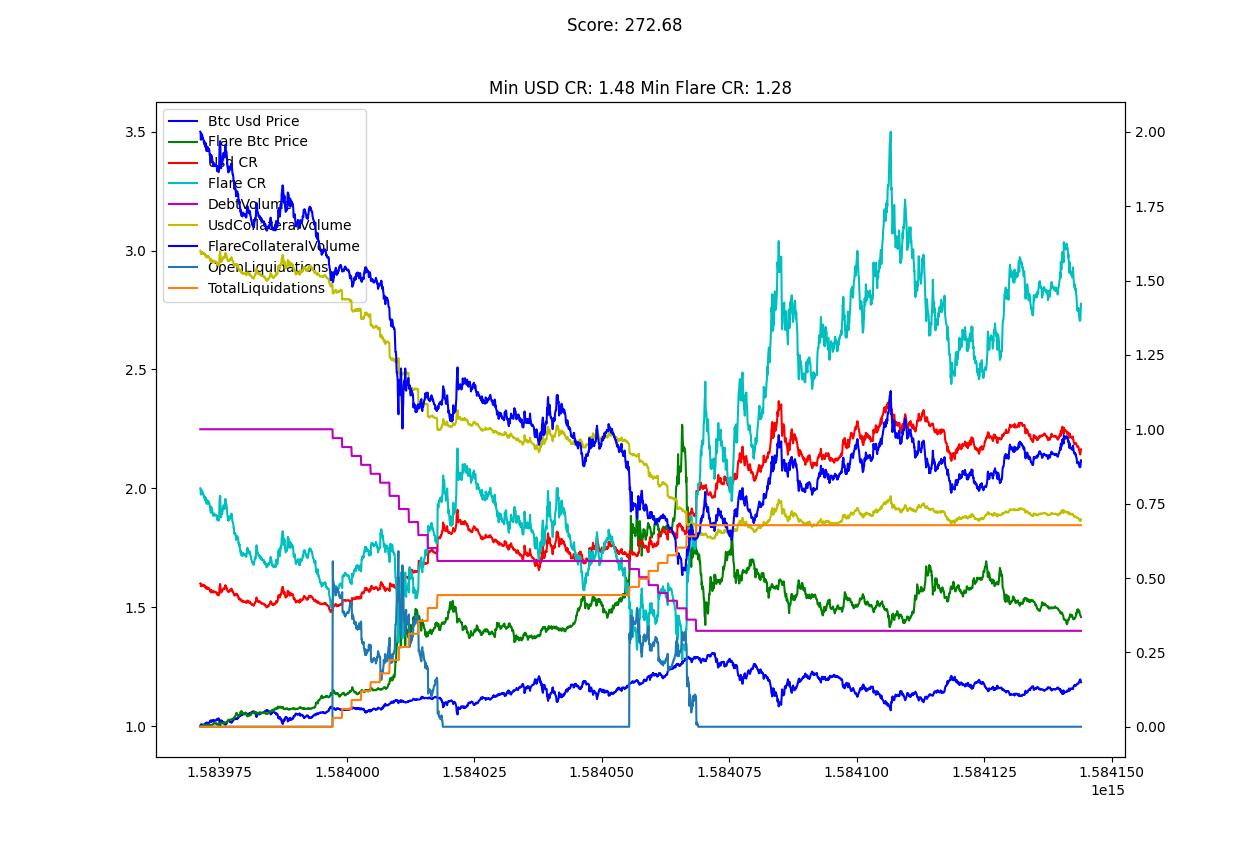 Score: 272.68
Min USD CR: 1.48 Min Flare CR: 1.28
Btc Usd Price
Flare Btc Price
Usd CR
Flare CR
DebtVolume
UsdCollateralVolume
FlareCollateralVolume
OpenLiquidations
TotalLiquidations
3.5
3.0
2.5
2.0
1.5
1.0
2.00
1.75
1.50
1.25
1.00
0.75
0.50
0.25
0.00
1.583975 1.584000 1.584025 1.584050 1.584075 1.584100 1.584125 1.584150
1e15